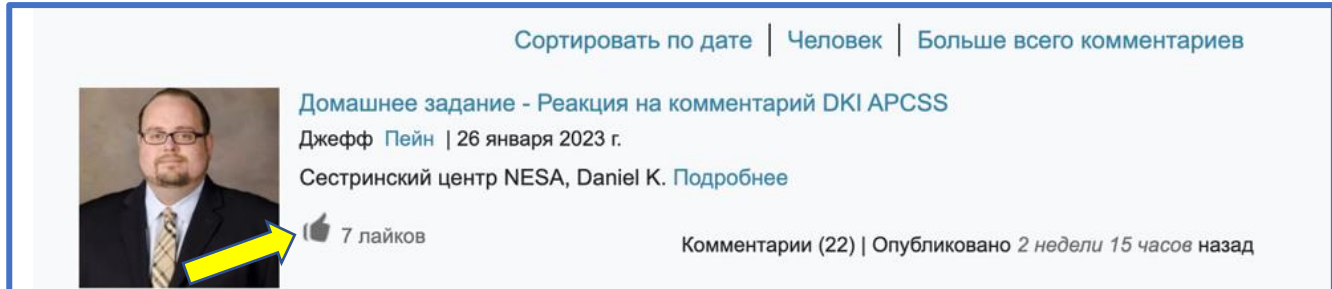 Сортировать по дате | Человек | Больше всего комментариев
Домашнее задание - Реакция на комментарий DKI APCSS
Джефф Пейн | 26 января 2023 г.
Сестринский центр NESA, Daniel K. Подробнее
7 лайков
Комментарии (22) | Опубликовано 2 недели 15 часов назад